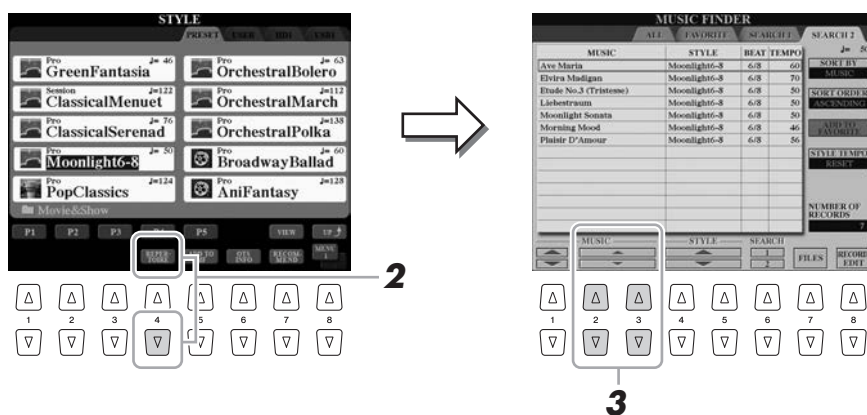 STYLE
PRESET USER HD1 USB1
Pro ♩= 46
GreenFantasia
Pro ♩= 63
OrchestralBolero
Session ♩=122
ClassicalMenuet
Pro ♩=112
OrchestralMarch
Pro ♩= 76
ClassicalSerenad
Pro ♩=138
OrchestralPolka
Pro ♩= 50
Moonlight6-8
Pro ♩= 60
BroadwayBallad
Pro ♩=124
PopClassics
Pro ♩=128
AniFantasy
Movie&Show
P1 P2 P3 P4 P5 VIEW UP
REPER-
TOIRE
OTS
INFO
RECOM-
MEND
MENU
1
2
1 2 3 4 5 6 7 8
MUSIC FINDER
ALL FAVORITE SEARCH 1 SEARCH 2
MUSIC STYLE BEAT TEMPO
Ave Maria Moonlight6-8 6/8 60
Elvira Madigan Moonlight6-8 6/8 70
Etude No.3 (Tristesse) Moonlight6-8 6/8 50
Liebestraum Moonlight6-8 6/8 50
Moonlight Sonata Moonlight6-8 6/8 50
Morning Mood Moonlight6-8 6/8 46
Plaisir D'Amour Moonlight6-8 6/8 56
SORT BY
MUSIC
SORT ORDER
ASCENDING
ADD TO
FAVORITE
STYLE TEMPO
RESET
NUMBER OF
RECORDS
7
MUSIC STYLE SEARCH
1
2
FILES
RECORD
EDIT
1 2 3 4 5 6 7 8
3